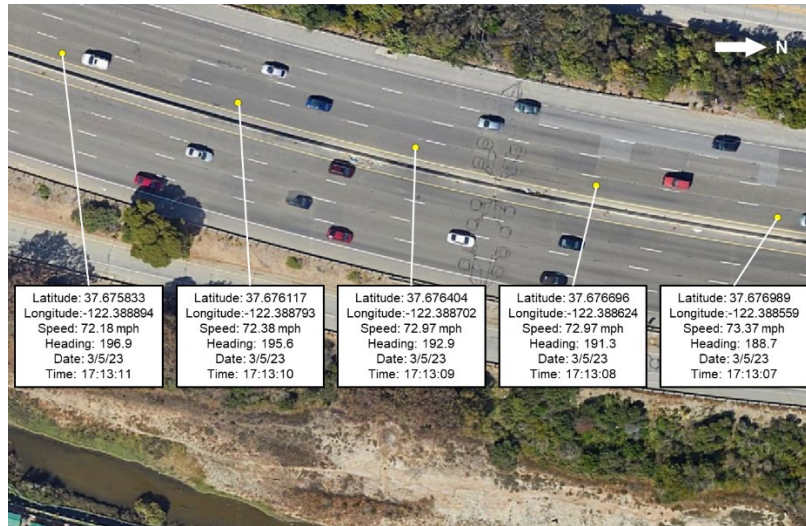 N
Latitude: 37.675833
Longitude:-122.388894
Speed: 72.18 mph
Heading: 196.9
Date: 3/5/23
Time: 17:13:11
Latitude: 37.676117
Longitude:-122.388793
Speed: 72.38 mph
Heading: 195.6
Date: 3/5/23
Time: 17:13:10
Latitude: 37.676404
Longitude:-122.388702
Speed: 72.97 mph
Heading: 192.9
Date: 3/5/23
Time: 17:13:09
Latitude: 37.676696
Longitude:-122.388624
Speed: 72.97 mph
Heading: 191.3
Date: 3/5/23
Time: 17:13:08
Latitude: 37.676989
Longitude:-122.388559
Speed: 73.37 mph
Heading: 188.7
Date: 3/5/23
Time: 17:13:07